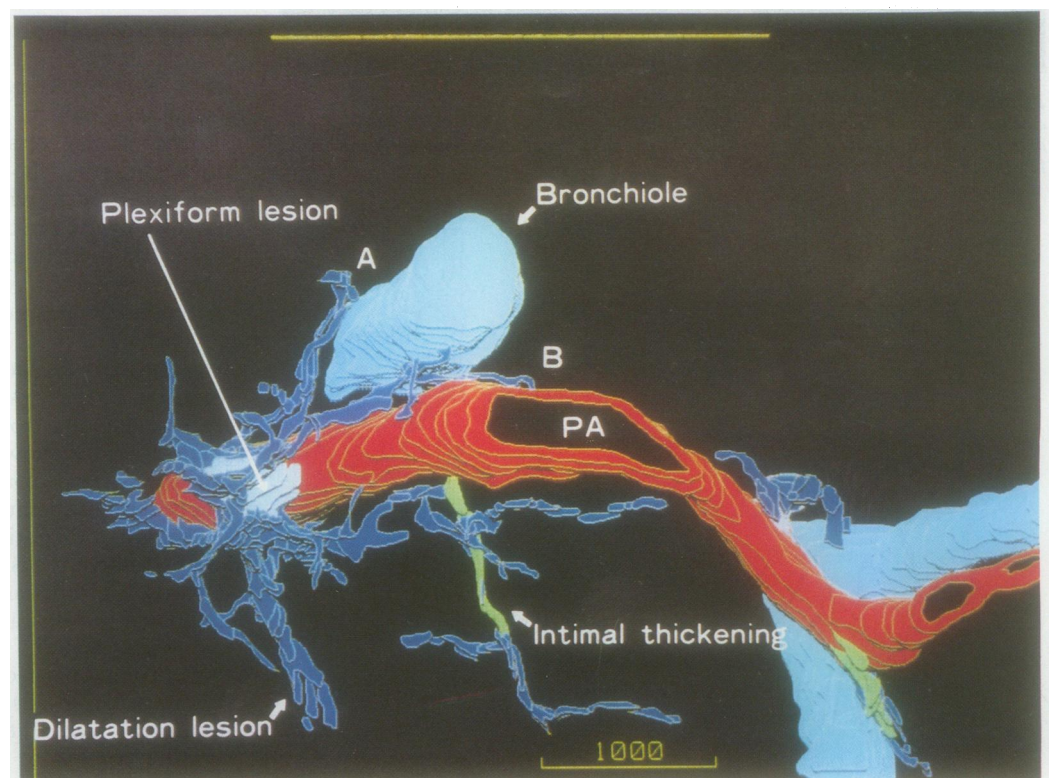 Bronchiole
Plexiform lesion
A
B
PA
Intimal thickening
Dilatation lesion
1000